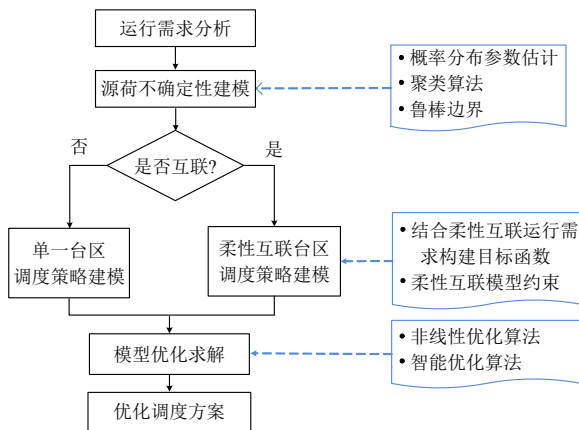 运行需求分析
源荷不确定性建模
• 概率分布参数估计
• 聚类算法
• 鲁棒边界
否
是否互联?
是
单一台区
调度策略建模
柔性互联台区
调度策略建模
• 结合柔性互联运行需
求构建目标函数
• 柔性互联模型约束
模型优化求解
• 非线性优化算法
• 智能优化算法
优化调度方案